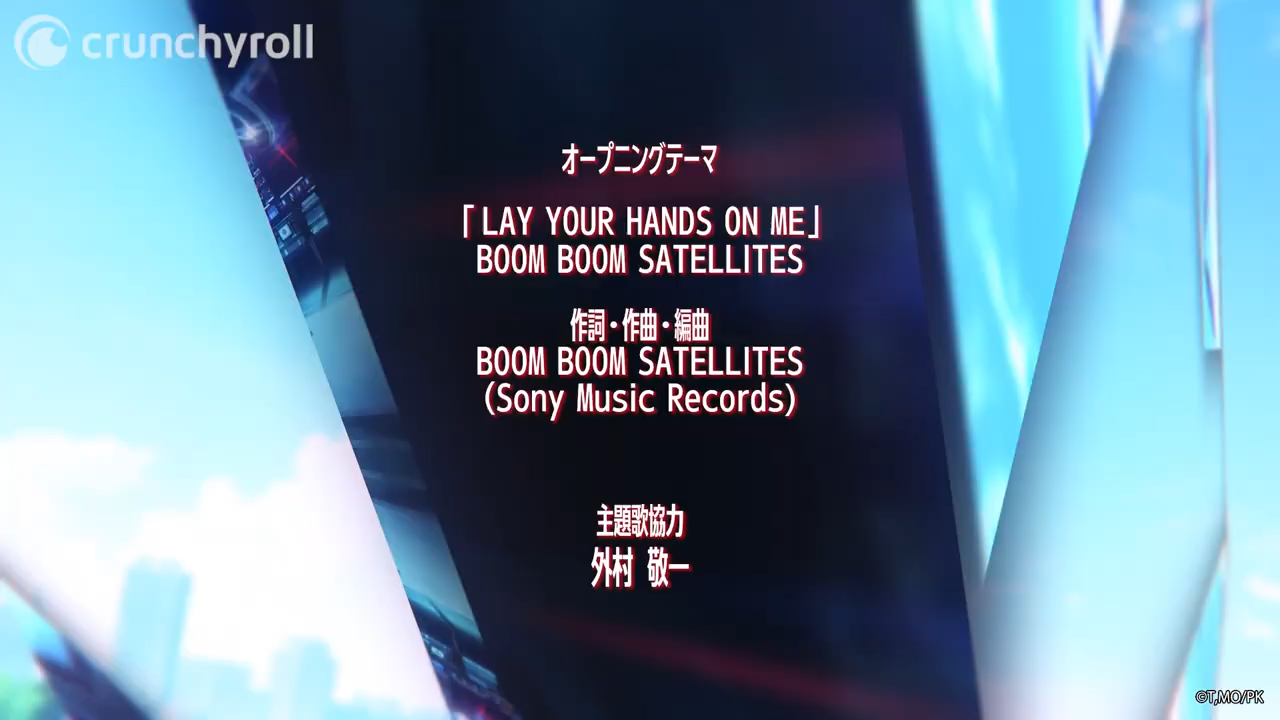 crunchyroll
オープニングテーマ
「LAY YOUR HANDS ON ME」
BOOM BOOM SATELLITES
作詞・作曲・編曲
BOOM BOOM SATELLITES
(Sony Music Records)
主題歌協力
外村 敬一
©T,MO/PK